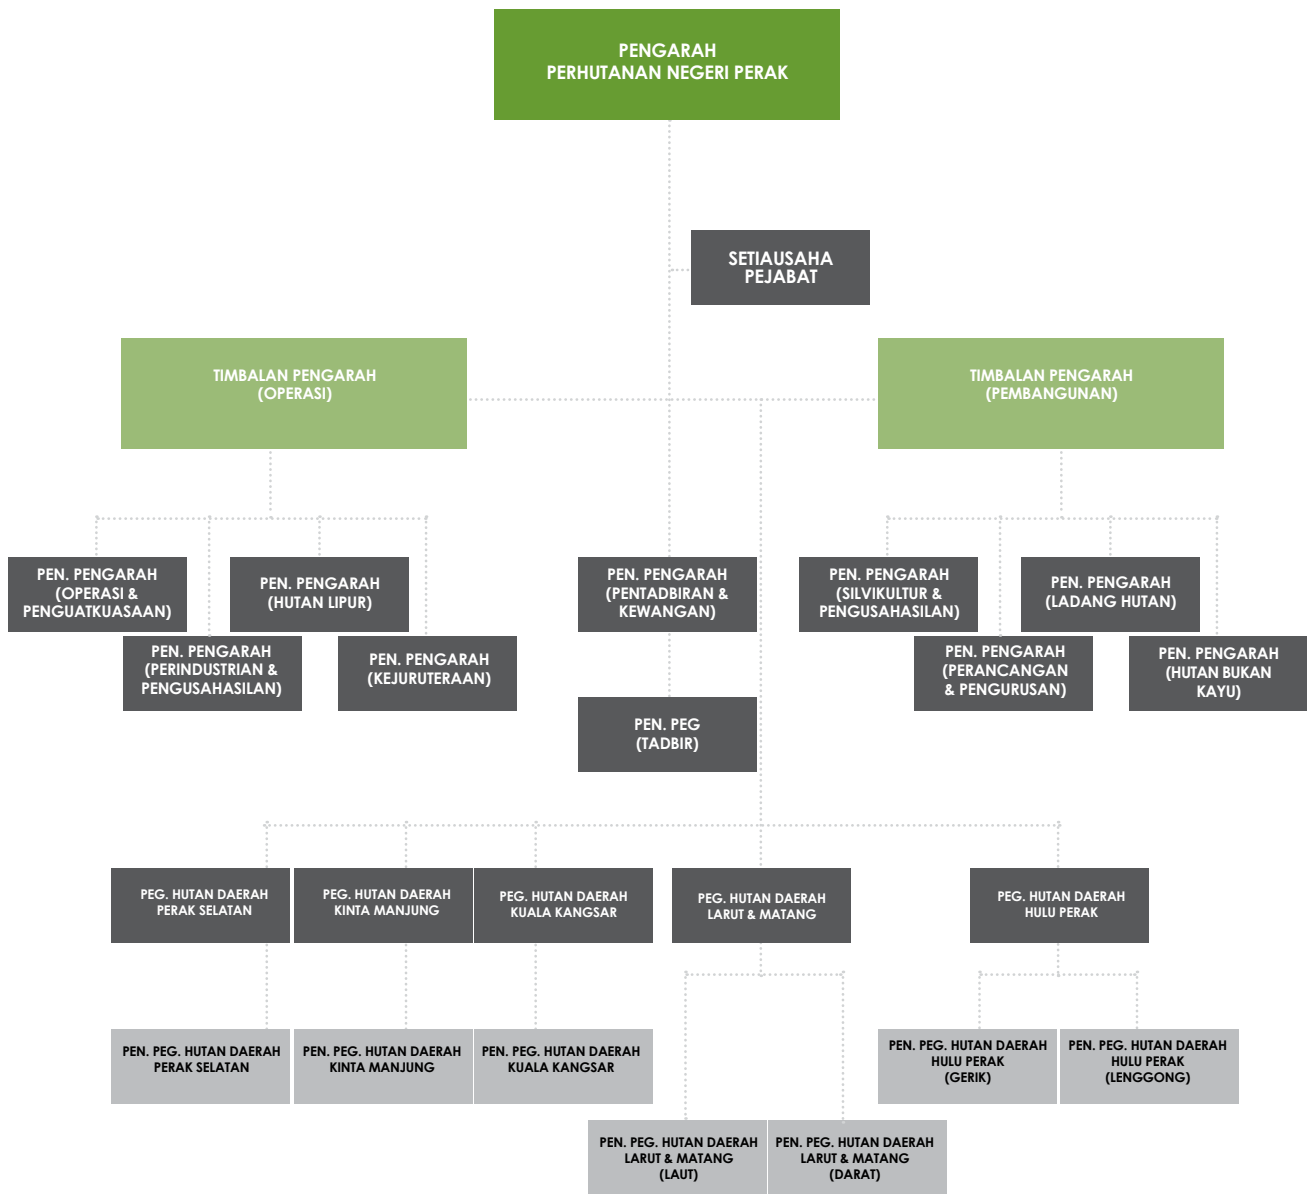 PENGARAH
PERHUTANAN NEGERI PERAK
SETIAUSAHA
PEJABAT
TIMBALAN PENGARAH
(OPERASI)
TIMBALAN PENGARAH
(PEMBANGUNAN)
PEN. PENGARAH
(OPERASI &
PENGUATKUASAAN)
PEN. PENGARAH
(HUTAN LIPUR)
PEN. PENGARAH
(PERINDUSTRIAN &
PENGUSAHASILAN)
PEN. PENGARAH
(KEJURUTERAAN)
PEN. PENGARAH
(PENTADBIRAN &
KEWANGAN)
PEN. PEG
(TADBIR)
PEN. PENGARAH
(SILVIKULTUR &
PENGUSAHASILAN)
PEN. PENGARAH
(LADANG HUTAN)
PEN. PENGARAH
(PERANCANGAN
& PENGURUSAN)
PEN. PENGARAH
(HUTAN BUKAN
KAYU)
PEG. HUTAN DAERAH
PERAK SELATAN
PEG. HUTAN DAERAH
KINTA MANJUNG
PEG. HUTAN DAERAH
KUALA KANGSAR
PEG. HUTAN DAERAH
LARUT & MATANG
PEG. HUTAN DAERAH
HULU PERAK
PEN. PEG. HUTAN DAERAH
PERAK SELATAN
PEN. PEG. HUTAN DAERAH
KINTA MANJUNG
PEN. PEG. HUTAN DAERAH
KUALA KANGSAR
PEN. PEG. HUTAN DAERAH
HULU PERAK
(GERIK)
PEN. PEG. HUTAN DAERAH
HULU PERAK
(LENGGONG)
PEN. PEG. HUTAN DAERAH
LARUT & MATANG
(LAUT)
PEN. PEG. HUTAN DAERAH
LARUT & MATANG
(DARAT)